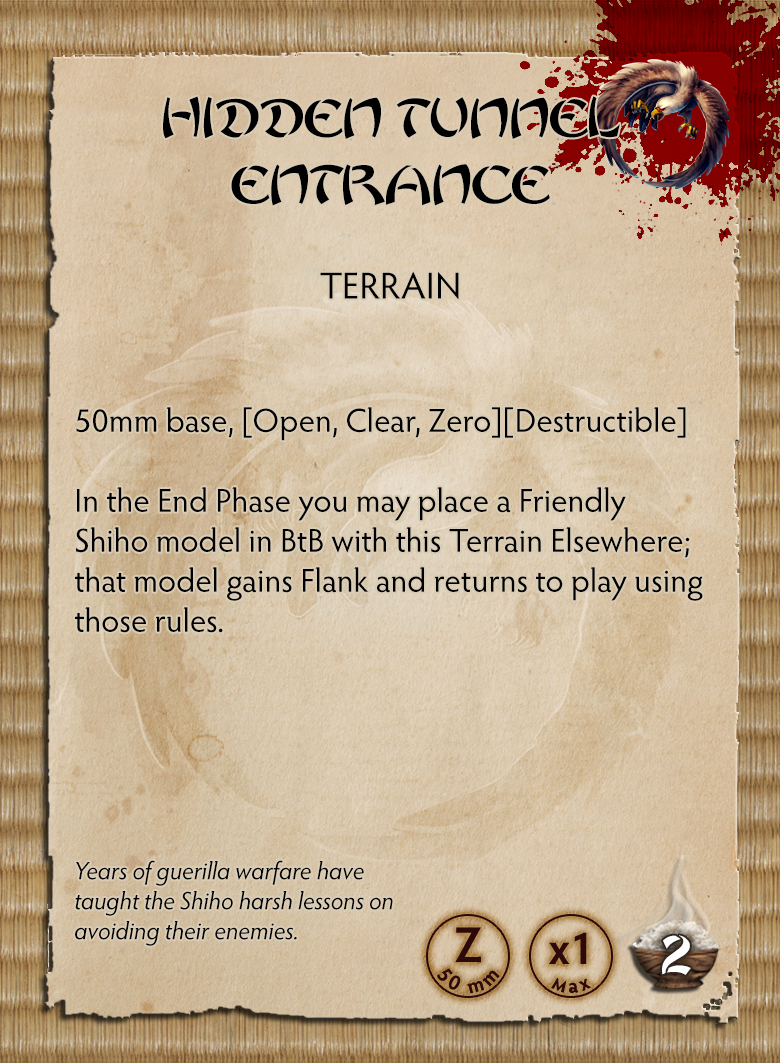 HIDDEN TUNNEL
ENTRANCE
TERRAIN
50mm base, [Open, Clear, Zero][Destructible]
In the End Phase you may place a Friendly
Shiho model in BtB with this Terrain Elsewhere;
that model gains Flank and returns to play using
those rules.
Years of guerilla warfare have
taught the Shiho harsh lessons on
avoiding their enemies.
Z
50 mm
x1
Max
2